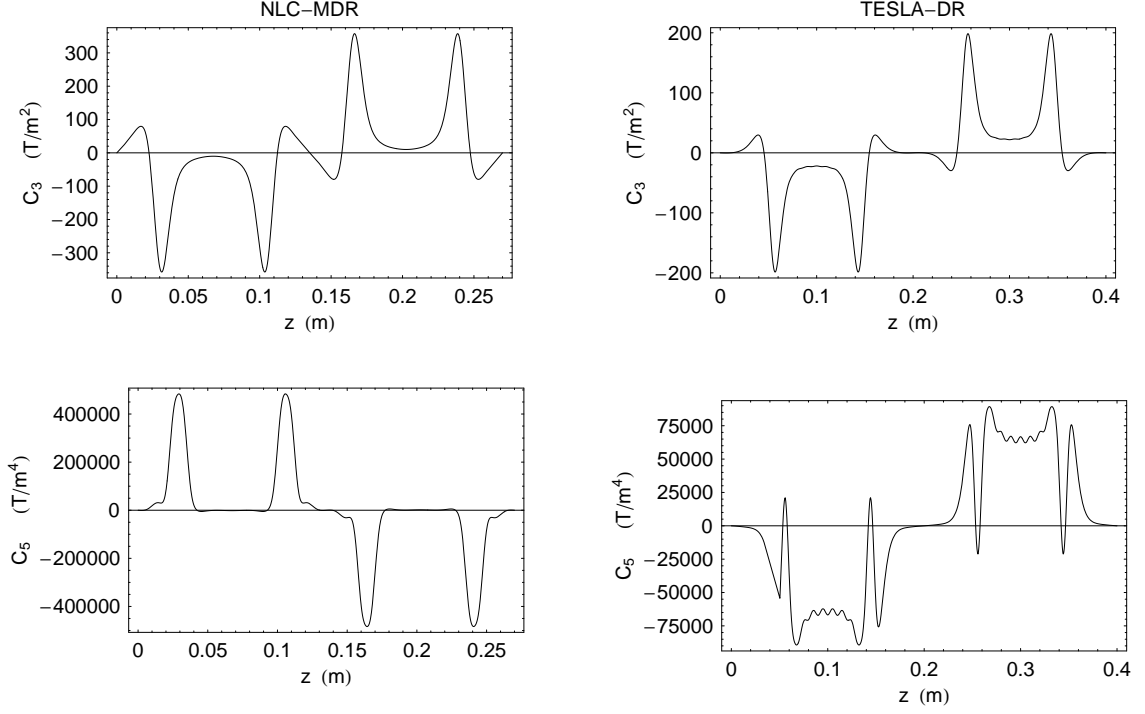 NLC−MDR
300
200
100
0
−100
−200
−300
C3 (T/m2)
0 0.05 0.1 0.15 0.2 0.25
z (m)
TESLA−DR
200
100
0
−100
−200
C3 (T/m2)
0 0.1 0.2 0.3 0.4
z (m)
400000
200000
0
−200000
−400000
C5 (T/m4)
0 0.05 0.1 0.15 0.2 0.25
z (m)
75000
50000
25000
0
−25000
−50000
−75000
C5 (T/m4)
0 0.1 0.2 0.3 0.4
z (m)